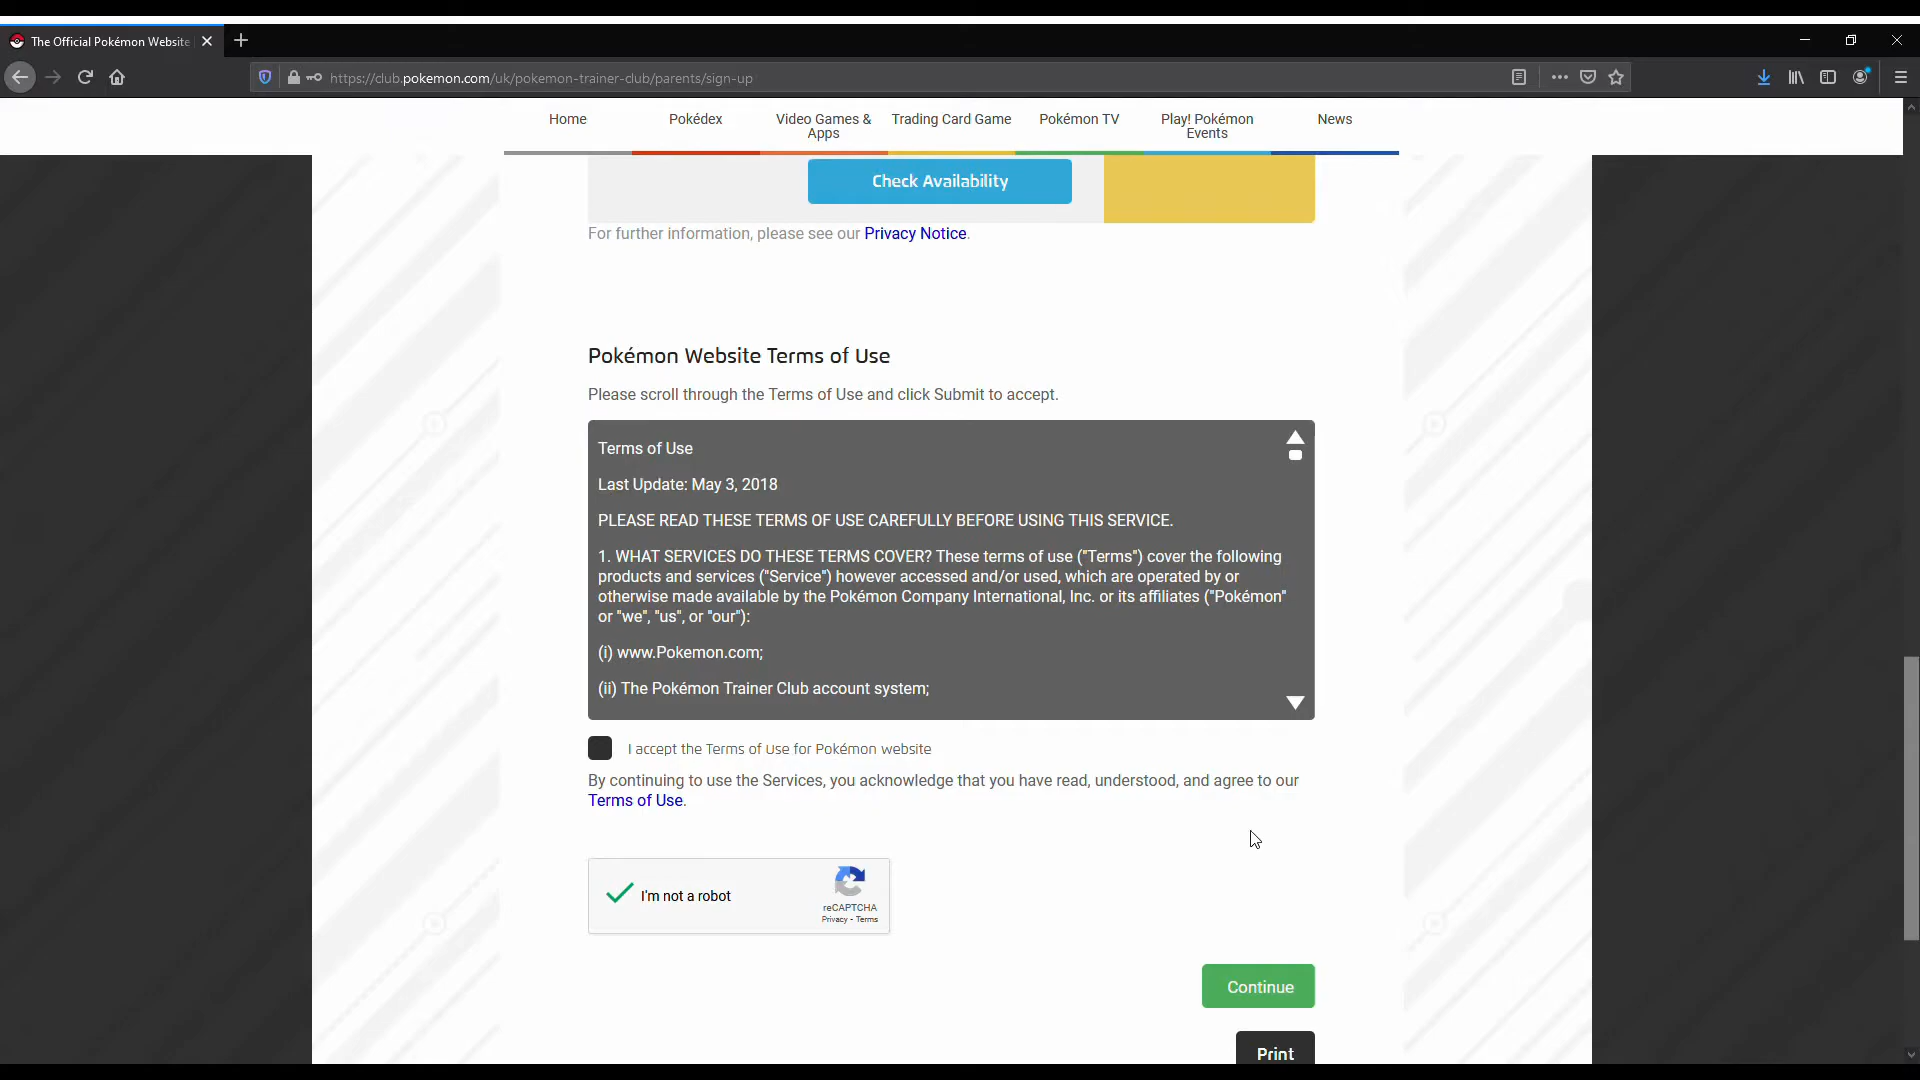 The Official Pokémon Website
https://club.pokemon.com/uk/pokemon-trainer-club/parents/sign-up
Home
Pokédex
Video Games &
Apps
Trading Card Game
Pokémon TV
Play! Pokémon
Events
News
Check Availability
For further information, please see our Privacy Notice.
Pokémon Website Terms of Use
Please scroll through the Terms of Use and click Submit to accept.
Terms of Use
Last Update: May 3, 2018
PLEASE READ THESE TERMS OF USE CAREFULLY BEFORE USING THIS SERVICE.
1. WHAT SERVICES DO THESE TERMS COVER? These terms of use ("Terms") cover the following
products and services ("Service") however accessed and/or used, which are operated by or
otherwise made available by the Pokémon Company International, Inc. or its affiliates ("Pokémon"
or "we", "us", or "our"):
(i) www.Pokemon.com;
(ii) The Pokémon Trainer Club account system;
I accept the Terms of Use for Pokémon website
By continuing to use the Services, you acknowledge that you have read, understood, and agree to our
Terms of Use.
I'm not a robot
reCAPTCHA
Privacy - Terms
Continue
Print